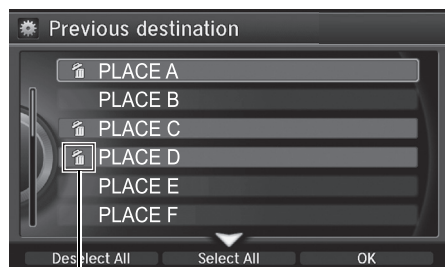 Previous destination
PLACE A
PLACE B
PLACE C
PLACE D
PLACE E
PLACE F
Deselect All Select All OK